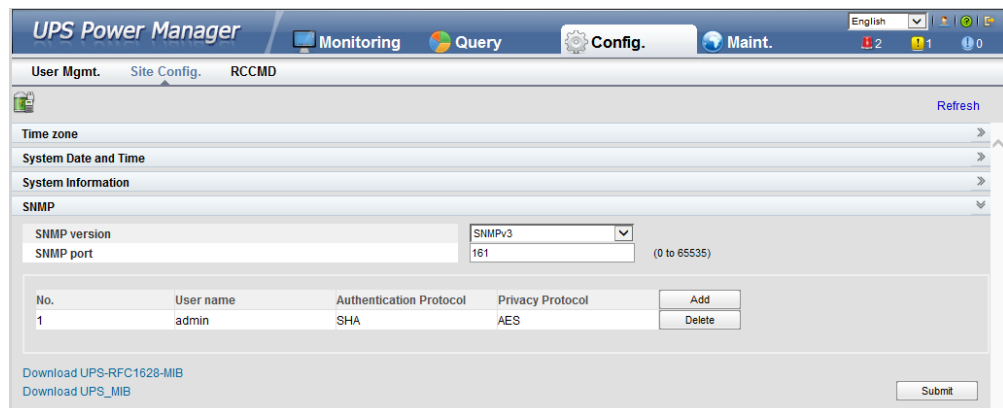 UPS Power Manager
Monitoring Query Config. Maint.
English
2 1 0
User Mgmt. Site Config. RCCMD
Refresh
Time zone
System Date and Time
System Information
SNMP
SNMP version SNMPv3
SNMP port 161 (0 to 65535)
No. User name Authentication Protocol Privacy Protocol Add
1 admin SHA AES Delete
Download UPS-RFC1628-MIB
Download UPS_MIB
Submit